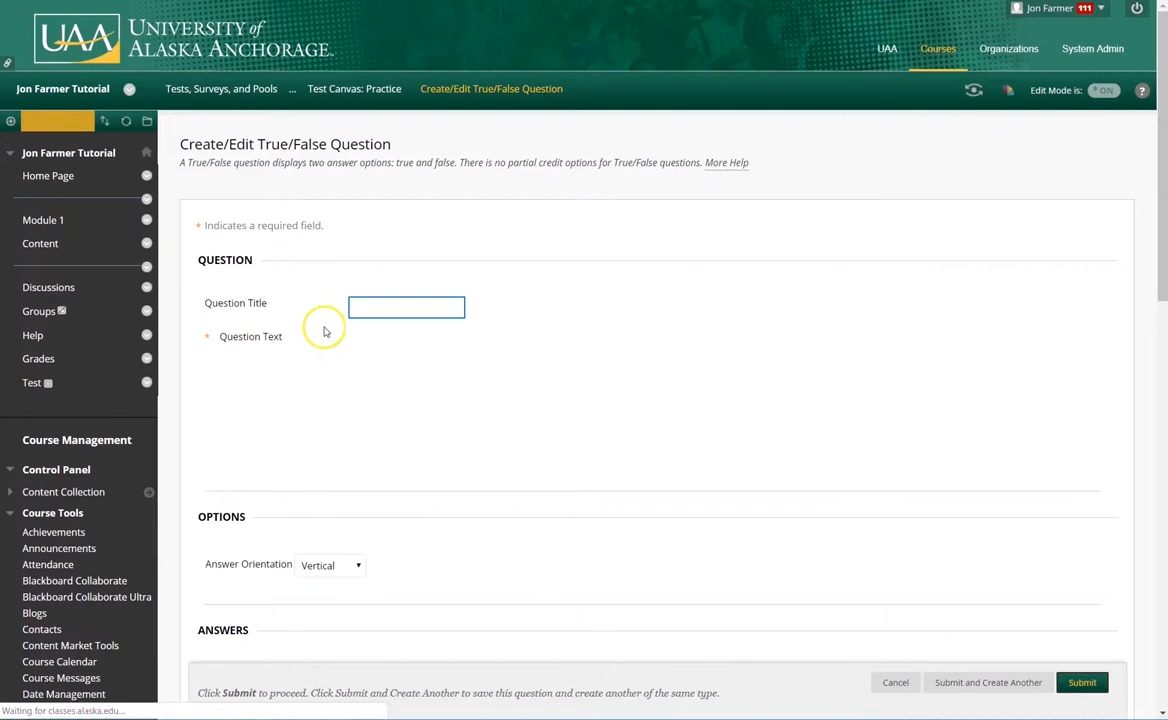 Jon Farmer 111
UAA UNIVERSITY of ALASKA ANCHORAGE
UAA Courses Organizations System Admin
Jon Farmer Tutorial
Tests, Surveys, and Pools ... Test Canvas: Practice Create/Edit True/False Question
Edit Mode is: ON ?
Jon Farmer Tutorial
Home Page
Module 1
Content
Discussions
Groups
Help
Grades
Test
Course Management
Control Panel
Content Collection
Course Tools
Achievements
Announcements
Attendance
Blackboard Collaborate
Blackboard Collaborate Ultra
Blogs
Contacts
Content Market Tools
Course Calendar
Course Messages
Date Management
Waiting for classes.alaska.edu...
Create/Edit True/False Question
A True/False question displays two answer options: true and false. There is no partial credit options for True/False questions. More Help
* Indicates a required field.
QUESTION
Question Title
* Question Text
OPTIONS
Answer Orientation Vertical
ANSWERS
Click Submit to proceed. Click Submit and Create Another to save this question and create another of the same type.
Cancel Submit and Create Another Submit